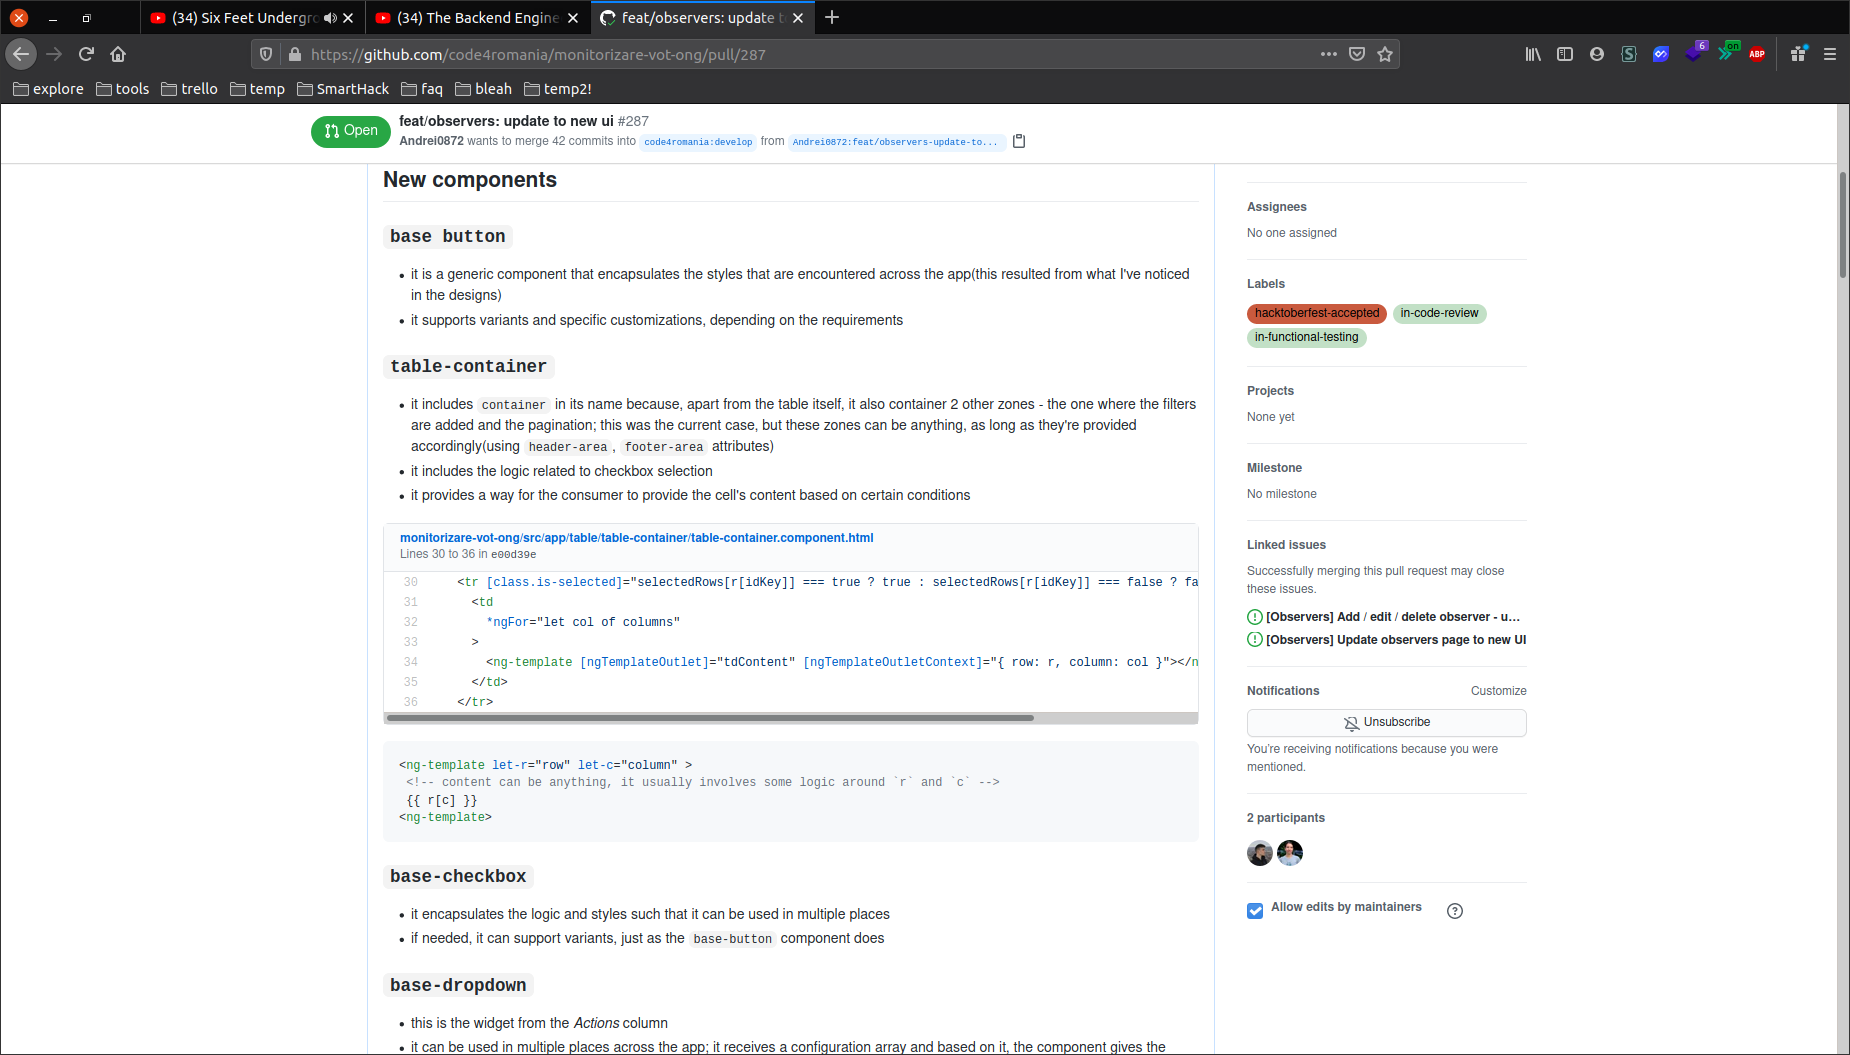 (34) Six Feet Undergro
(34) The Backend Engine
feat/observers: update t
https://github.com/code4romania/monitorizare-vot-ong/pull/287
6
on
ABP
explore
tools
trello
temp
SmartHack
faq
bleah
temp2!
Open
feat/observers: update to new ui #287
Andrei0872 wants to merge 42 commits into code4romania:develop from Andrei0872:feat/observers-update-to...
New components
base button
it is a generic component that encapsulates the styles that are encountered across the app(this resulted from what I've noticed
in the designs)
it supports variants and specific customizations, depending on the requirements
table-container
it includes container in its name because, apart from the table itself, it also container 2 other zones - the one where the filters
are added and the pagination; this was the current case, but these zones can be anything, as long as they're provided
accordingly(using header-area, footer-area attributes)
it includes the logic related to checkbox selection
it provides a way for the consumer to provide the cell's content based on certain conditions
monitorizare-vot-ong/src/app/table/table-container/table-container.component.html
Lines 30 to 36 in e00d39e
30 <tr [class.is-selected]="selectedRows[r[idKey]] === true ? true : selectedRows[r[idKey]] === false ? fa
31 <td
32 *ngFor="let col of columns"
33 >
34 <ng-template [ngTemplateOutlet]="tdContent" [ngTemplateOutletContext]="{ row: r, column: col }"></n
35 </td>
36 </tr>
<ng-template let-r="row" let-c="column" >
<!-- content can be anything, it usually involves some logic around `r` and `c` -->
{{ r[c] }}
<ng-template>
base-checkbox
it encapsulates the logic and styles such that it can be used in multiple places
if needed, it can support variants, just as the base-button component does
base-dropdown
this is the widget from the Actions column
it can be used in multiple places across the app; it receives a configuration array and based on it, the component gives the
Assignees
No one assigned
Labels
hacktoberfest-accepted
in-code-review
in-functional-testing
Projects
None yet
Milestone
No milestone
Linked issues
Successfully merging this pull request may close
these issues.
[Observers] Add / edit / delete observer - u...
[Observers] Update observers page to new UI
Notifications
Customize
Unsubscribe
You're receiving notifications because you were
mentioned.
2 participants
Allow edits by maintainers